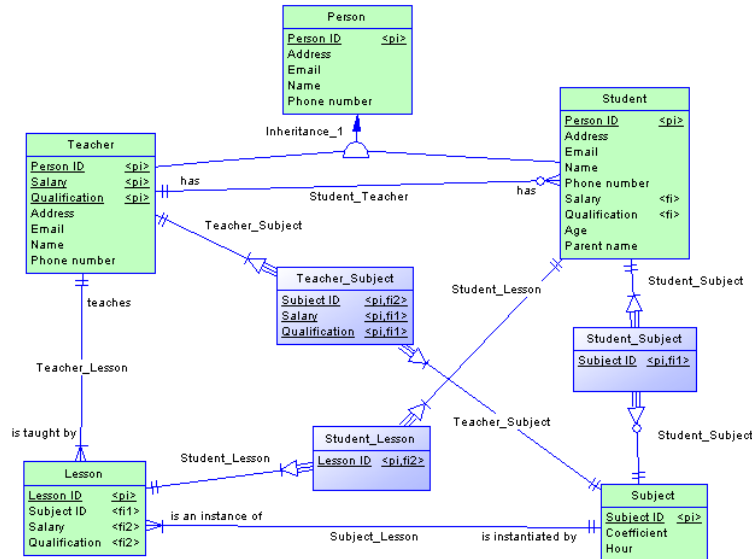 Person
Person ID <pi>
Address
Email
Name
Phone number
Inheritance_1
Student
Person ID <pi>
Address
Email
Name
Phone number
Salary <fi>
Qualification <fi>
Age
Parent name
Teacher
Person ID <pi>
Salary <pi>
Qualification <pi>
Address
Email
Name
Phone number
has
has
Student_Teacher
Teacher_Subject
Teacher_Subject
Subject ID <pi,fi2>
Salary <pi,fi1>
Qualification <pi,fi1>
Student_Lesson
Student_Subject
Student_Subject
Subject ID <pi,fi1>
teaches
Teacher_Lesson
is taught by
Teacher_Subject
Student_Subject
Student_Lesson
Student_Lesson
Lesson ID <pi,fi2>
Lesson
Lesson ID <pi>
Subject ID <fi1>
Salary <fi2>
Qualification <fi2>
is an instance of
Subject_Lesson
is instantiated by
Subject
Subject ID <pi>
Coefficient
Hour